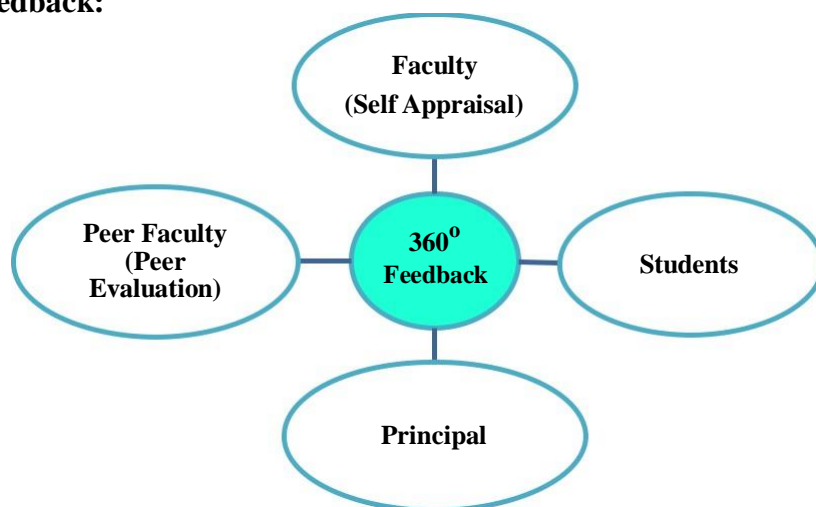 edback:
Faculty
(Self Appraisal)
Peer Faculty
(Peer
Evaluation)
360o
Feedback
Students
Principal